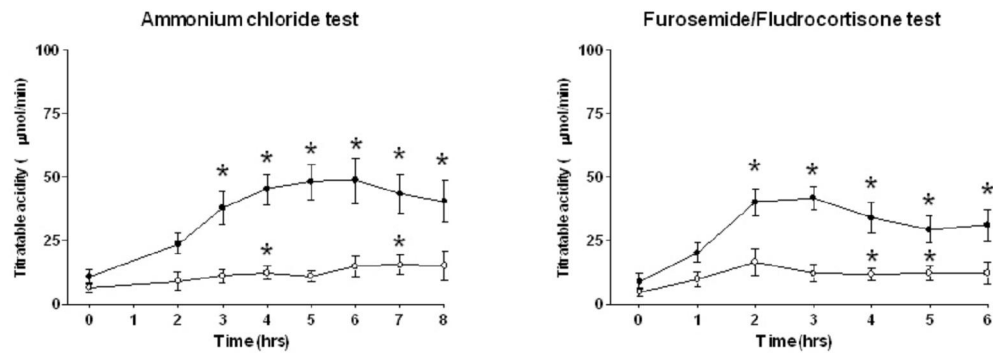 Ammonium chloride test
Titratable acidity ( μmol/min)
100
75
50
25
0
* * * * * *
* *
0 1 2 3 4 5 6 7 8
Time (hrs)
Furosemide/Fludrocortisone test
Titratable acidity ( μmol/min)
100
75
50
25
0
* * * * *
* *
0 1 2 3 4 5 6
Time (hrs)